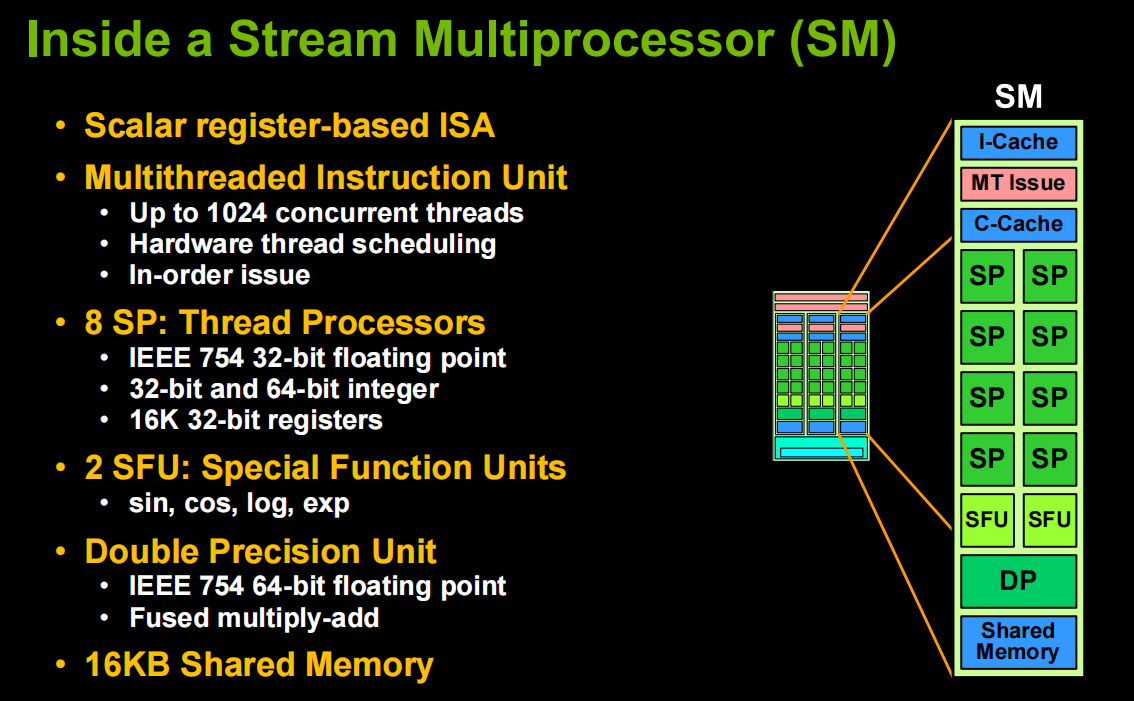 Inside a Stream Multiprocessor (SM)
• Scalar register-based ISA
• Multithreaded Instruction Unit
• Up to 1024 concurrent threads
• Hardware thread scheduling
• In-order issue
• 8 SP: Thread Processors
• IEEE 754 32-bit floating point
• 32-bit and 64-bit integer
• 16K 32-bit registers
• 2 SFU: Special Function Units
• sin, cos, log, exp
• Double Precision Unit
• IEEE 754 64-bit floating point
• Fused multiply-add
• 16KB Shared Memory
SM
I-Cache
MT Issue
C-Cache
SP SP
SP SP
SP SP
SP SP
SFU SFU
DP
Shared
Memory